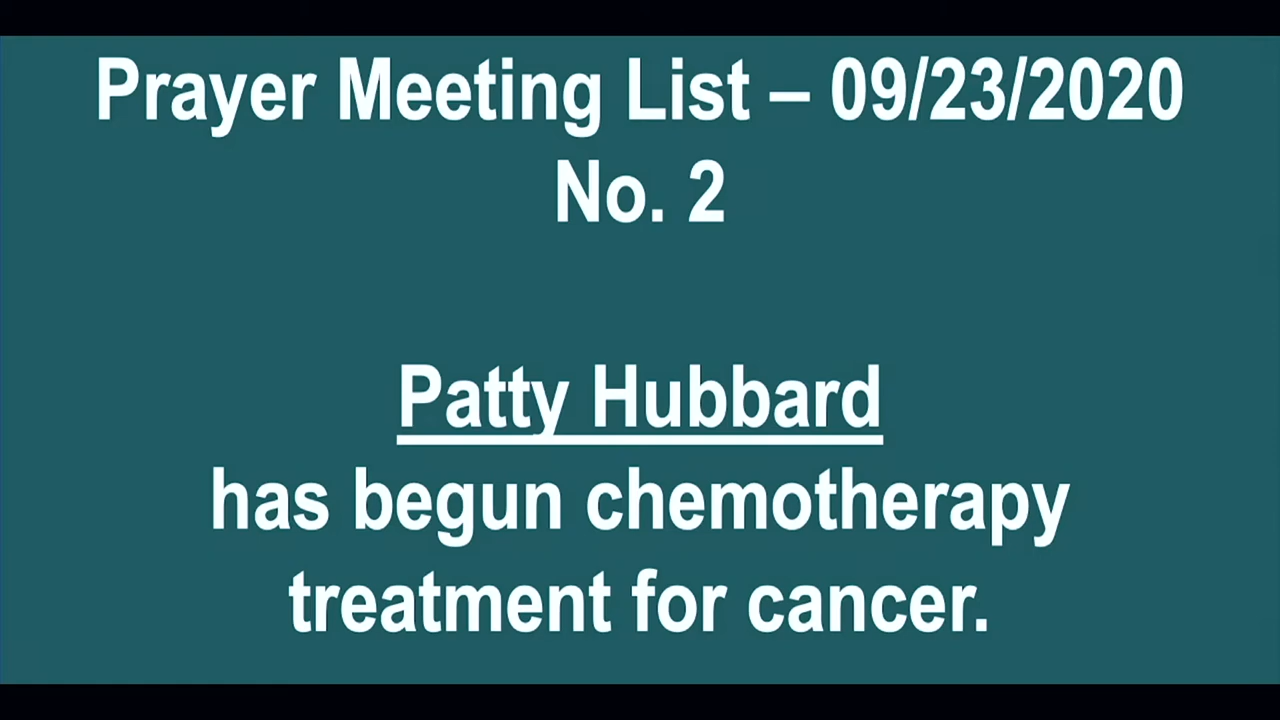 Prayer Meeting List – 09/23/2020
No. 2
Patty Hubbard
has begun chemotherapy
treatment for cancer.